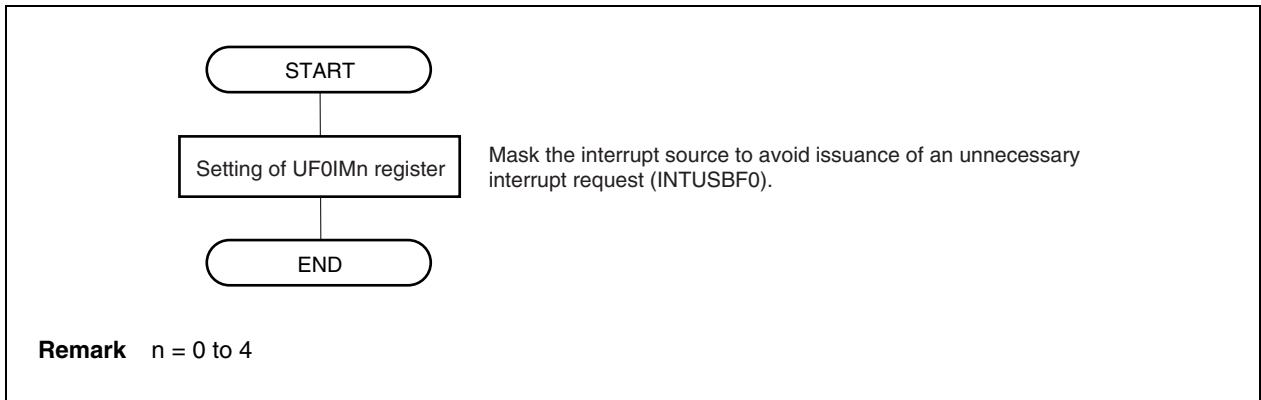 START
Setting of UF0IMn register
Mask the interrupt source to avoid issuance of an unnecessary
interrupt request (INTUSBF0).
END
Remark n = 0 to 4